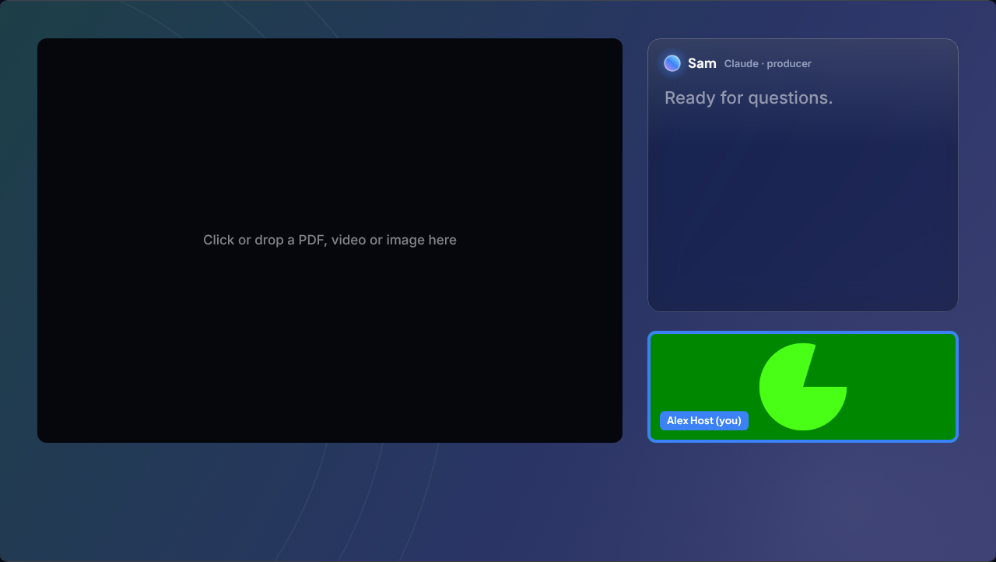 Click or drop a PDF, video or image here
Sam Claude · producer
Ready for questions.
Alex Host (you)